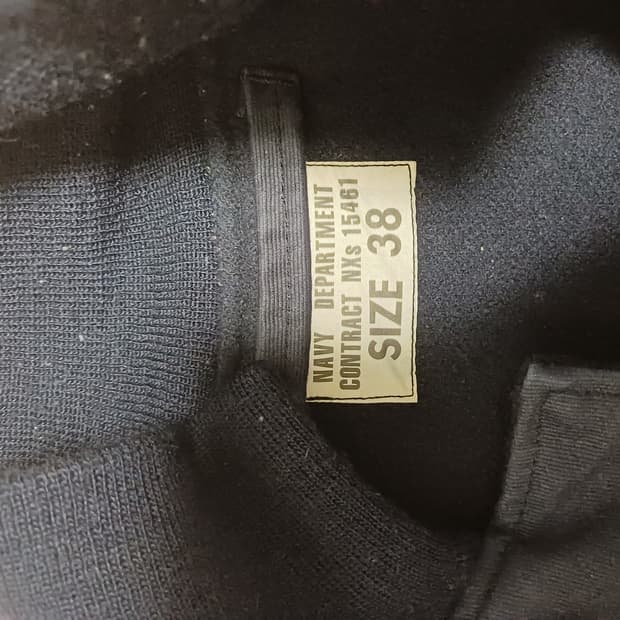 NAVY DEPARTMENT
CONTRACT NXs 15461
SIZE 38